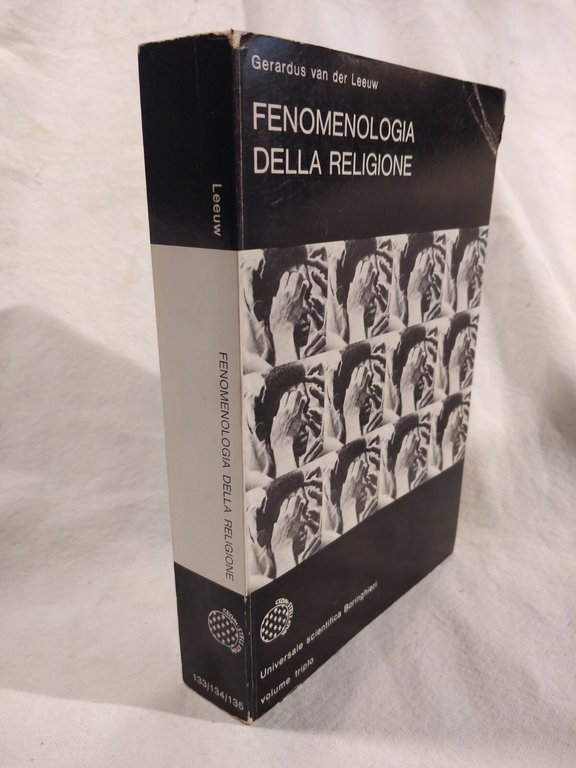 Gerardus van der Leeuw
FENOMENOLOGIA
DELLA RELIGIONE
Universale scientifica Boringhieri
volume triplo
Leeuw
FENOMENOLOGIA DELLA RELIGIONE
133/134/135